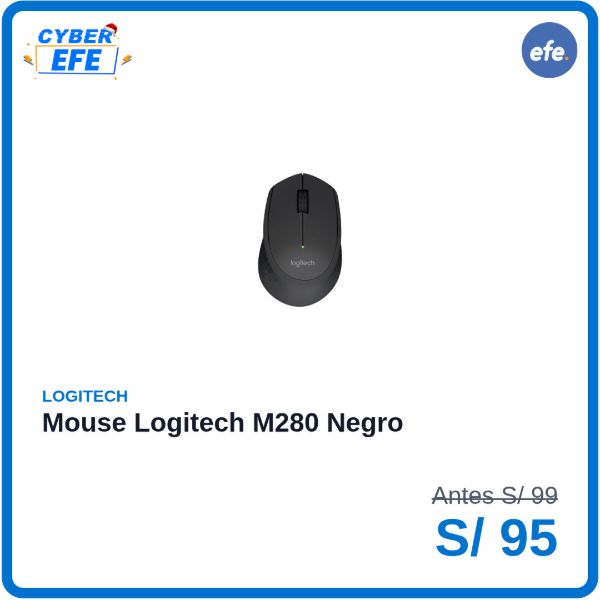 CYBER
EFE
efe.
logitech
LOGITECH
Mouse Logitech M280 Negro
Antes S/ 99
S/ 95